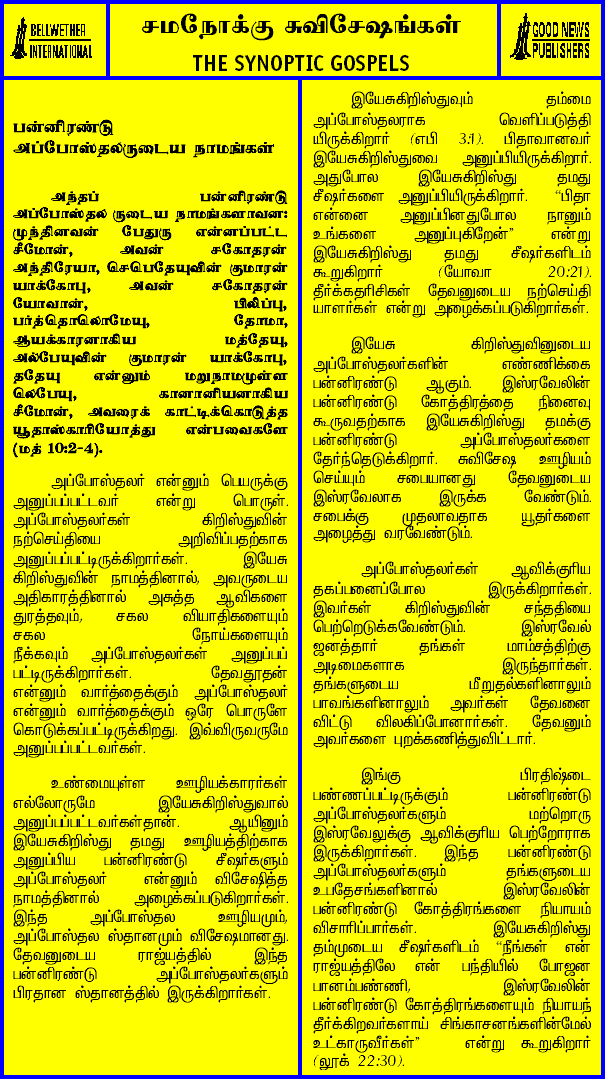 BELLWETHER
INTERNATIONAL
சமநோக்கு சுவிசேஷங்கள்
THE SYNOPTIC GOSPELS
GOOD NEWS
PUBLISHERS
பன்னிரண்டு
அப்போஸ்தலருடைய நாமங்கள்
அந்தப் பன்னிரண்டு
அப்போஸ்தல ருடைய நாமங்களாவன:
முந்தினவன் பேதுரு என்னப்பட்ட
சீமோன், அவன் சகோதரன்
அந்திரேயா, செபெதேயுவின் குமாரன்
யாக்கோபு, அவன் சகோதரன்
யோவான், பிலிப்பு,
பர்த்தொலொமேயு, தோமா,
ஆயக்காரனாகிய மத்தேயு,
அல்பேயுவின் குமாரன் யாக்கோபு,
ததேயு என்னும் மறுநாமமுள்ள
லெபேயு, கானானியனாகிய
சீமோன், அவரைக் காட்டிக்கொடுத்த
யூதாஸ்காரியோத்து என்பவைகளே
(மத் 10:2-4).
அப்போஸ்தலர் என்னும் பெயருக்கு
அனுப்பப்பட்டவர் என்று பொருள்.
அப்போஸ்தலர்கள் கிறிஸ்துவின்
நற்செய்தியை அறிவிப்பதற்காக
அனுப்பப்பட்டிருக்கிறார்கள். இயேசு
கிறிஸ்துவின் நாமத்தினால், அவருடைய
அதிகாரத்தினால் அசுத்த ஆவிகளை
துரத்தவும், சகல வியாதிகளையும்
சகல நோய்களையும்
நீக்கவும் அப்போஸ்தலர்கள் அனுப்பப்
பட்டிருக்கிறார்கள். தேவதூதன்
என்னும் வார்த்தைக்கும் அப்போஸ்தலர்
என்னும் வார்த்தைக்கும் ஒரே பொருளே
கொடுக்கப்பட்டிருக்கிறது. இவ்விருவருமே
அனுப்பப்பட்டவர்கள்.
உண்மையுள்ள ஊழியக்காரர்கள்
எல்லோருமே இயேசுகிறிஸ்துவால்
அனுப்பப்பட்டவர்கள்தான். ஆயினும்
இயேசுகிறிஸ்து தமது ஊழியத்திற்காக
அனுப்பிய பன்னிரண்டு சீஷர்களும்
அப்போஸ்தலர் என்னும் விசேஷித்த
நாமத்தினால் அழைக்கப்படுகிறார்கள்.
இந்த அப்போஸ்தல ஊழியமும்,
அப்போஸ்தல ஸ்தானமும் விசேஷமானது.
தேவனுடைய ராஜ்யத்தில் இந்த
பன்னிரண்டு அப்போஸ்தலர்களும்
பிரதான ஸ்தானத்தில் இருக்கிறார்கள்.
இயேசுகிறிஸ்துவும் தம்மை
அப்போஸ்தலராக வெளிப்படுத்தி
யிருக்கிறார் (எபி 3:1). பிதாவானவர்
இயேசுகிறிஸ்துவை அனுப்பியிருக்கிறார்.
அதுபோல இயேசுகிறிஸ்து தமது
சீஷர்களை அனுப்பியிருக்கிறார். "பிதா
என்னை அனுப்பினதுபோல நானும்
உங்களை அனுப்புகிறேன்" என்று
இயேசுகிறிஸ்து தமது சீஷர்களிடம்
கூறுகிறார் (யோவா 20:21).
தீர்க்கதரிசிகள் தேவனுடைய நற்செய்தி
யாளர்கள் என்று அழைக்கப்படுகிறார்கள்.
இயேசு கிறிஸ்துவினுடைய
அப்போஸ்தலர்களின் எண்ணிக்கை
பன்னிரண்டு ஆகும். இஸ்ரவேலின்
பன்னிரண்டு கோத்திரத்தை நினைவு
கூருவதற்காக இயேசுகிறிஸ்து தமக்கு
பன்னிரண்டு அப்போஸ்தலர்களை
தேர்ந்தெடுக்கிறார். சுவிசேஷ ஊழியம்
செய்யும் சபையானது தேவனுடைய
இஸ்ரவேலாக இருக்க வேண்டும்.
சபைக்கு முதலாவதாக யூதர்களை
அழைத்து வரவேண்டும்.
அப்போஸ்தலர்கள் ஆவிக்குரிய
தகப்பனைப்போல இருக்கிறார்கள்.
இவர்கள் கிறிஸ்துவின் சந்ததியை
பெற்றெடுக்கவேண்டும். இஸ்ரவேல்
ஜனத்தார் தங்கள் மாம்சத்திற்கு
அடிமைகளாக இருந்தார்கள்.
தங்களுடைய மீறுதல்களினாலும்
பாவங்களினாலும் அவர்கள் தேவனை
விட்டு விலகிப்போனார்கள். தேவனும்
அவர்களை புறக்கணித்துவிட்டார்.
இங்கு பிரதிஷ்டை
பண்ணப்பட்டிருக்கும் பன்னிரண்டு
அப்போஸ்தலர்களும் மற்றொரு
இஸ்ரவேலுக்கு ஆவிக்குரிய பெற்றோராக
இருக்கிறார்கள். இந்த பன்னிரண்டு
அப்போஸ்தலர்களும் தங்களுடைய
உபதேசங்களினால் இஸ்ரவேலின்
பன்னிரண்டு கோத்திரங்களை நியாயம்
விசாரிப்பார்கள். இயேசுகிறிஸ்து
தம்முடைய சீஷர்களிடம் "நீங்கள் என்
ராஜ்யத்திலே என் பந்தியில் போஜன
பானம்பண்ணி, இஸ்ரவேலின்
பன்னிரண்டு கோத்திரங்களையும் நியாயந்
தீர்க்கிறவர்களாய் சிங்காசனங்களின்மேல்
உட்காருவீர்கள்" என்று கூறுகிறார்
(லூக் 22:30).